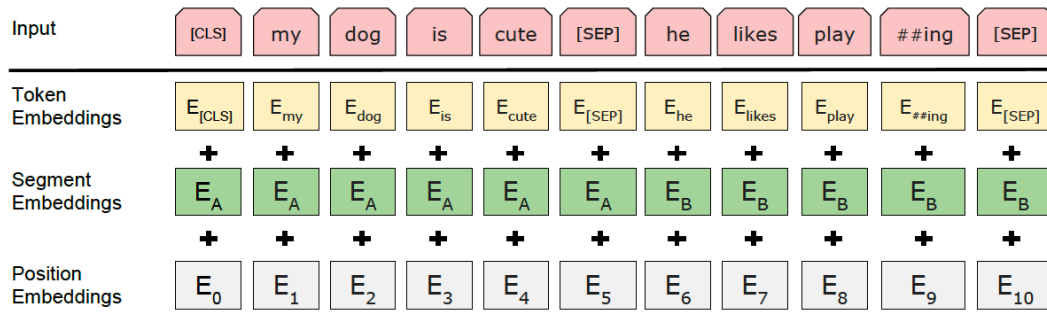 Input [CLS] my dog is cute [SEP] he likes play ##ing [SEP]
Token Embeddings E[CLS] Emy Edog Eis Ecute E[SEP] Ehe Elikes Eplay E##ing E[SEP]
+ + + + + + + + + + +
Segment Embeddings EA EA EA EA EA EA EB EB EB EB EB
+ + + + + + + + + + +
Position Embeddings E0 E1 E2 E3 E4 E5 E6 E7 E8 E9 E10